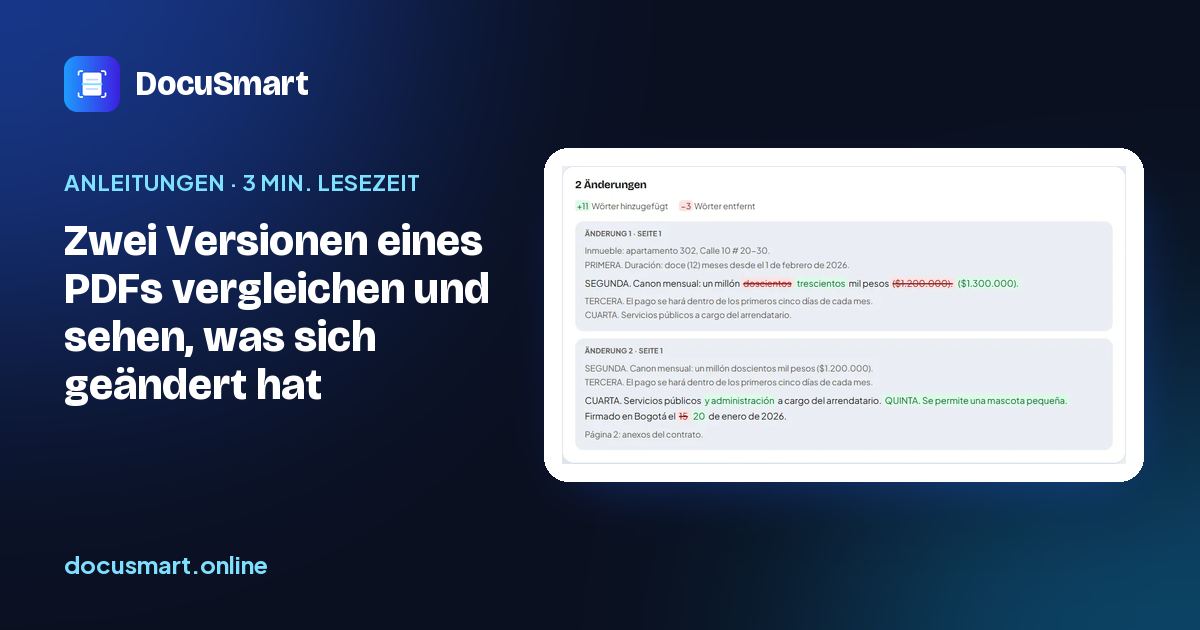 DocuSmart
ANLEITUNGEN · 3 MIN. LESEZEIT
Zwei Versionen eines
PDFs vergleichen und
sehen, was sich
geändert hat
docusmart.online
2 Änderungen
+11 Wörter hinzugefügt −3 Wörter entfernt
ÄNDERUNG 1 · SEITE 1
Inmueble: apartamento 302, Calle 10 # 20-30.
PRIMERA. Duración: doce (12) meses desde el 1 de febrero de 2026.
SEGUNDA. Canon mensual: un millón doscientos trescientos mil pesos ($1.200.000). ($1.300.000).
TERCERA. El pago se hará dentro de los primeros cinco días de cada mes.
CUARTA. Servicios públicos a cargo del arrendatario.
ÄNDERUNG 2 · SEITE 1
SEGUNDA. Canon mensual: un millón doscientos mil pesos ($1.200.000).
TERCERA. El pago se hará dentro de los primeros cinco días de cada mes.
CUARTA. Servicios públicos y administración a cargo del arrendatario. QUINTA. Se permite una mascota pequeña.
Firmado en Bogotá el 15 20 de enero de 2026.
Página 2: anexos del contrato.